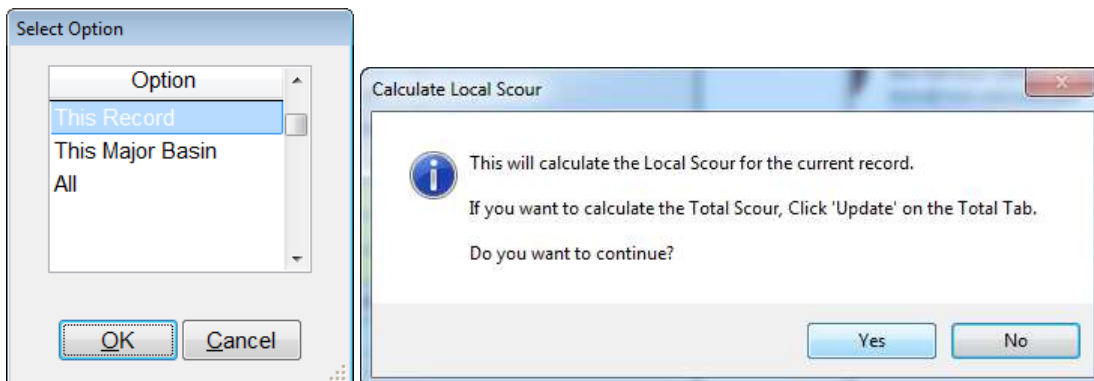 Select Option
Option
This Record
This Major Basin
All
OK
Cancel
Calculate Local Scour
This will calculate the Local Scour for the current record.
If you want to calculate the Total Scour, Click 'Update' on the Total Tab.
Do you want to continue?
Yes
No